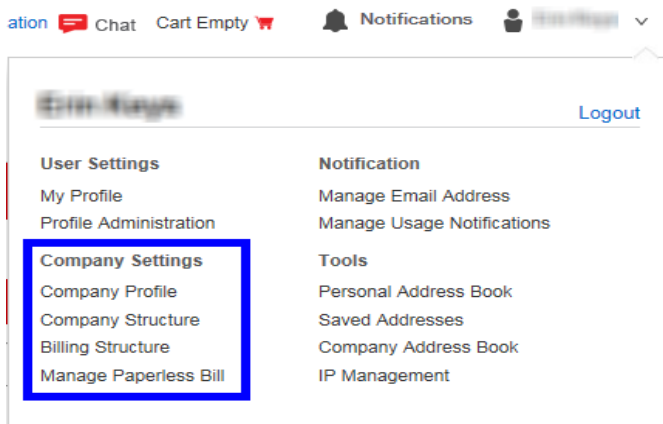 ation Chat Cart Empty Notifications
Logout
User Settings
My Profile
Profile Administration
Company Settings
Company Profile
Company Structure
Billing Structure
Manage Paperless Bill
Notification
Manage Email Address
Manage Usage Notifications
Tools
Personal Address Book
Saved Addresses
Company Address Book
IP Management